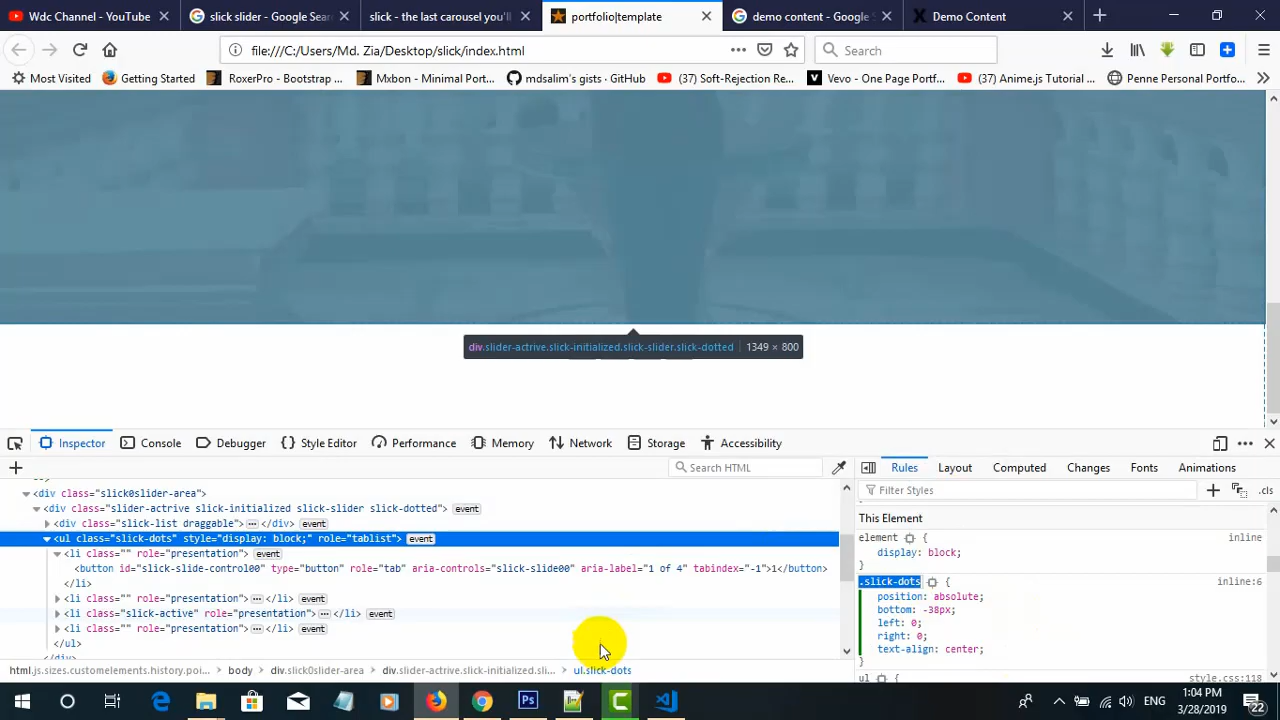 Wdc Channel - YouTube
slick slider - Google Sear
slick - the last carousel you'll
portfolio|template
demo content - Google S
Demo Content
file:///C:/Users/Md. Zia/Desktop/slick/index.html
Search
Most Visited
Getting Started
RoxerPro - Bootstrap ...
Mxbon - Minimal Port...
mdsalim's gists · GitHub
(37) Soft-Rejection Re...
Vevo - One Page Portf...
(37) Anime.js Tutorial ...
Penne Personal Portfo...
div.slider-actrive.slick-initialized.slick-slider.slick-dotted | 1349 × 800
Inspector
Console
Debugger
Style Editor
Performance
Memory
Network
Storage
Accessibility
Search HTML
Rules
Layout
Computed
Changes
Fonts
Animations
Filter Styles
.cls
<div class="slick0slider-area">
<div class="slider-actrive slick-initialized slick-slider slick-dotted"> event
<div class="slick-list draggable"> ... </div> event
<ul class="slick-dots" style="display: block;" role="tablist"> event
<li class="" role="presentation"> event
<button id="slick-slide-control00" type="button" role="tab" aria-controls="slick-slide00" aria-label="1 of 4" tabindex="-1">1</button>
</li>
<li class="" role="presentation"> ... </li> event
<li class="slick-active" role="presentation"> ... </li> event
<li class="" role="presentation"> ... </li> event
</ul>
html.js.sizes.customelements.history.poi...
body
div.slick0slider-area
div.slider-actrive.slick-initialized.sli...
ul.slick-dots
This Element
element { inline
display: block;
}
.slick-dots { inline:6
position: absolute;
bottom: -38px;
left: 0;
right: 0;
text-align: center;
}
ul { style.css:118
ENG
1:04 PM
3/28/2019
22